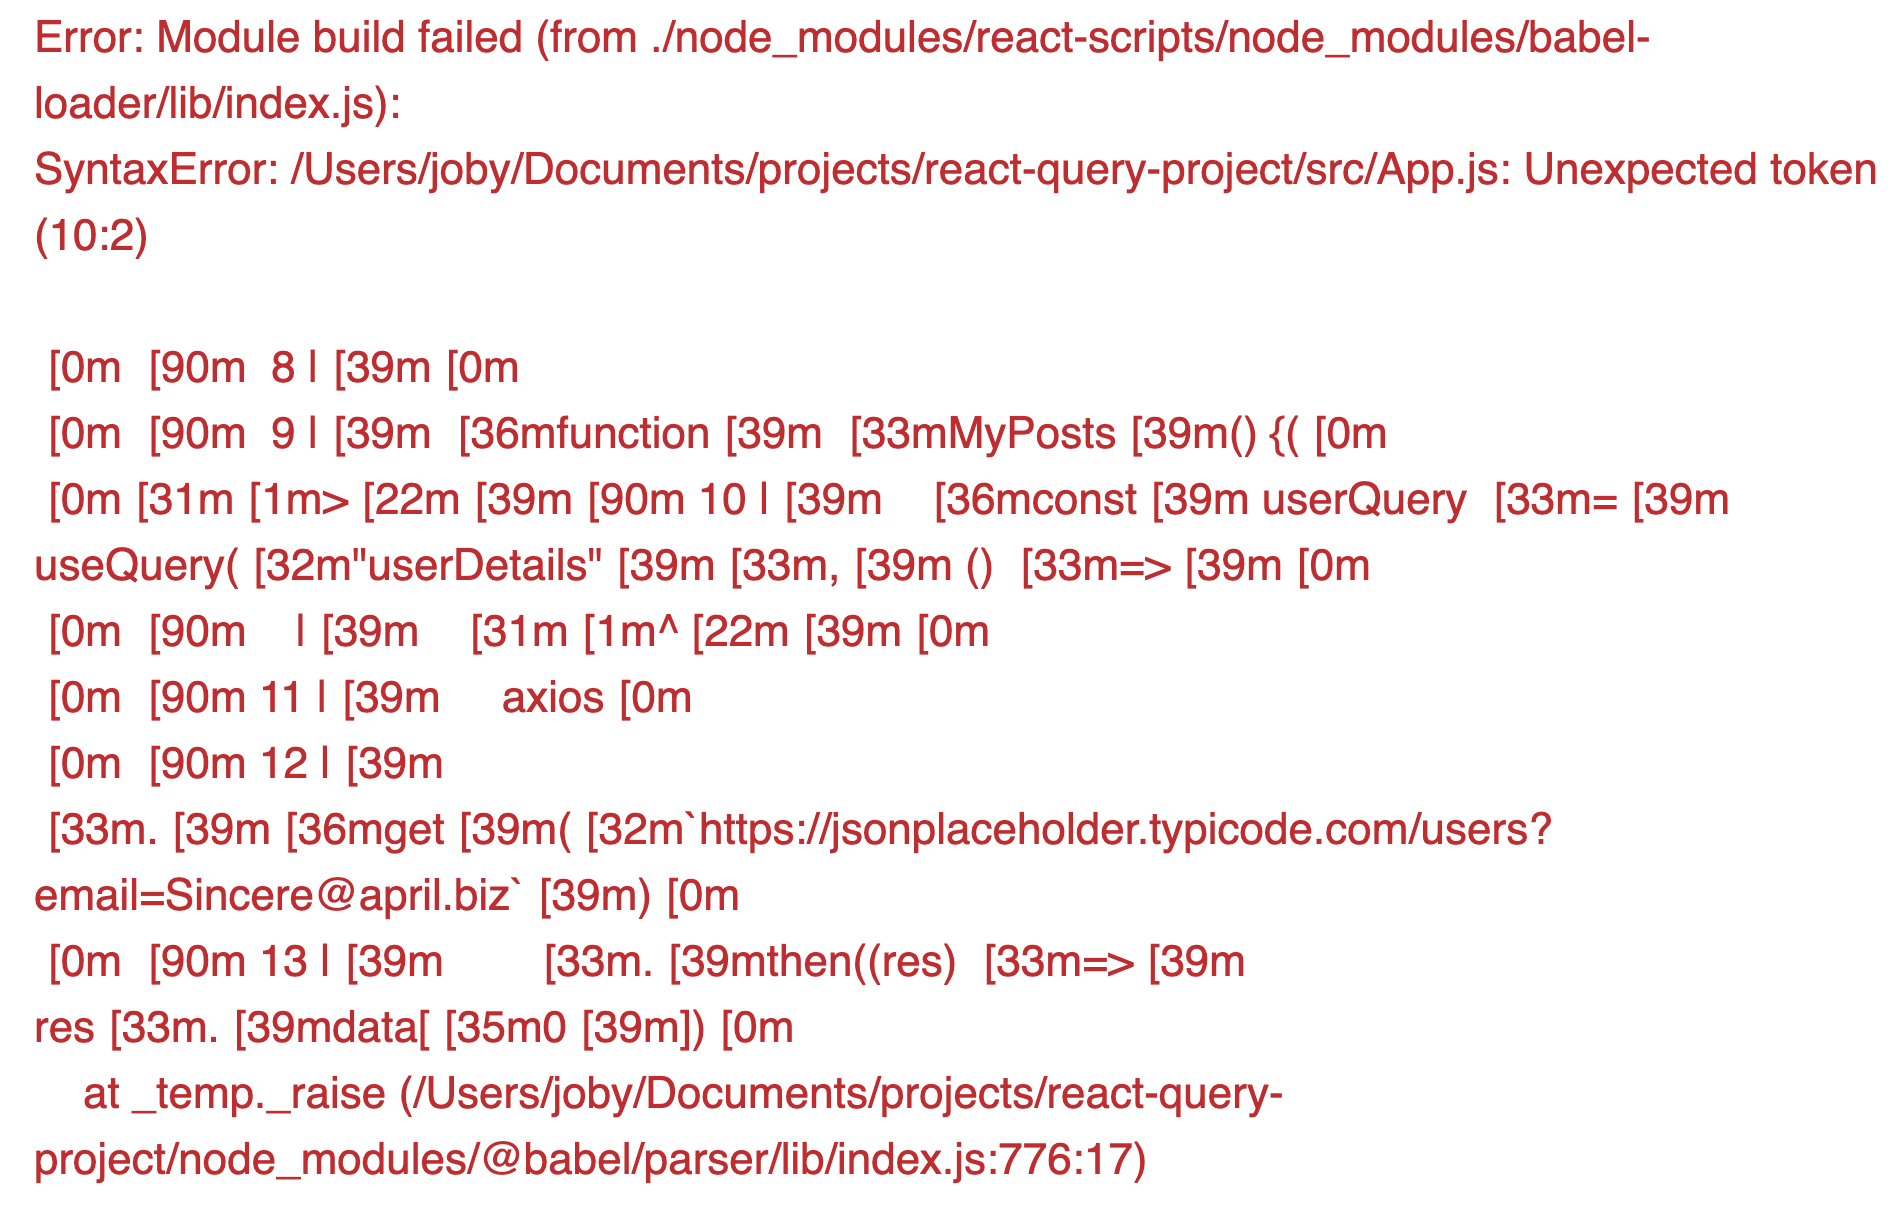 Error: Module build failed (from ./node_modules/react-scripts/node_modules/babel-
loader/lib/index.js):
SyntaxError: /Users/joby/Documents/projects/react-query-project/src/App.js: Unexpected token
(10:2)
[0m  [90m  8 | [39m [0m
[0m  [90m  9 | [39m  [36mfunction [39m  [33mMyPosts [39m() {( [0m
[0m [31m [1m> [22m [39m [90m 10 | [39m    [36mconst [39m userQuery  [33m= [39m
useQuery( [32m"userDetails" [39m [33m, [39m ()  [33m=> [39m [0m
[0m  [90m    | [39m    [31m [1m^ [22m [39m [0m
[0m  [90m 11 | [39m     axios [0m
[0m  [90m 12 | [39m
[33m. [39m [36mget [39m( [32m`https://jsonplaceholder.typicode.com/users?
email=Sincere@april.biz` [39m) [0m
[0m  [90m 13 | [39m        [33m. [39mthen((res)  [33m=> [39m
res [33m. [39mdata[ [35m0 [39m]) [0m
at _temp._raise (/Users/joby/Documents/projects/react-query-
project/node_modules/@babel/parser/lib/index.js:776:17)